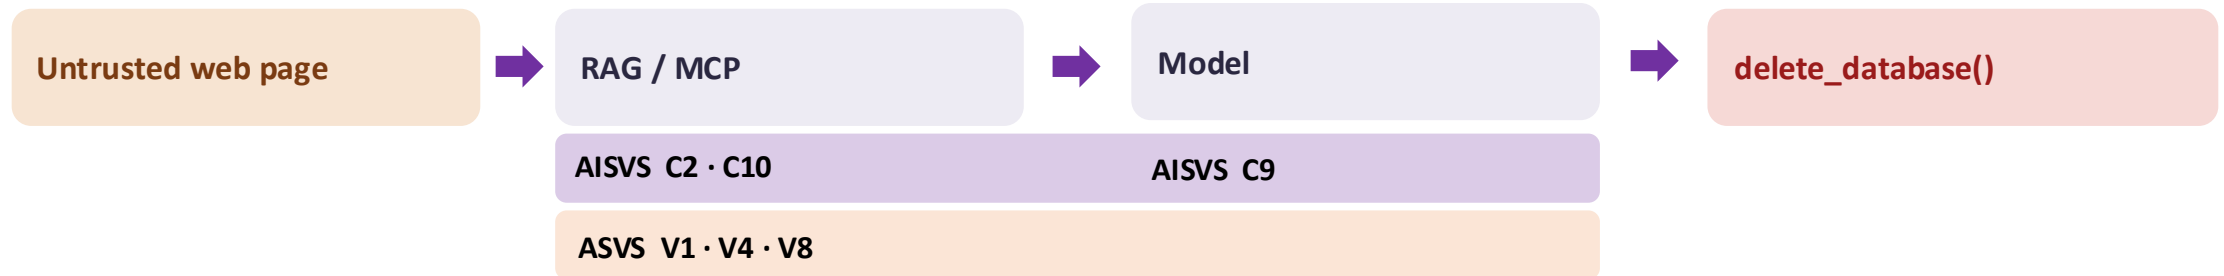 Untrusted web page
RAG / MCP
Model
delete_database()
AISVS C2 · C10
AISVS C9
ASVS V1 · V4 · V8